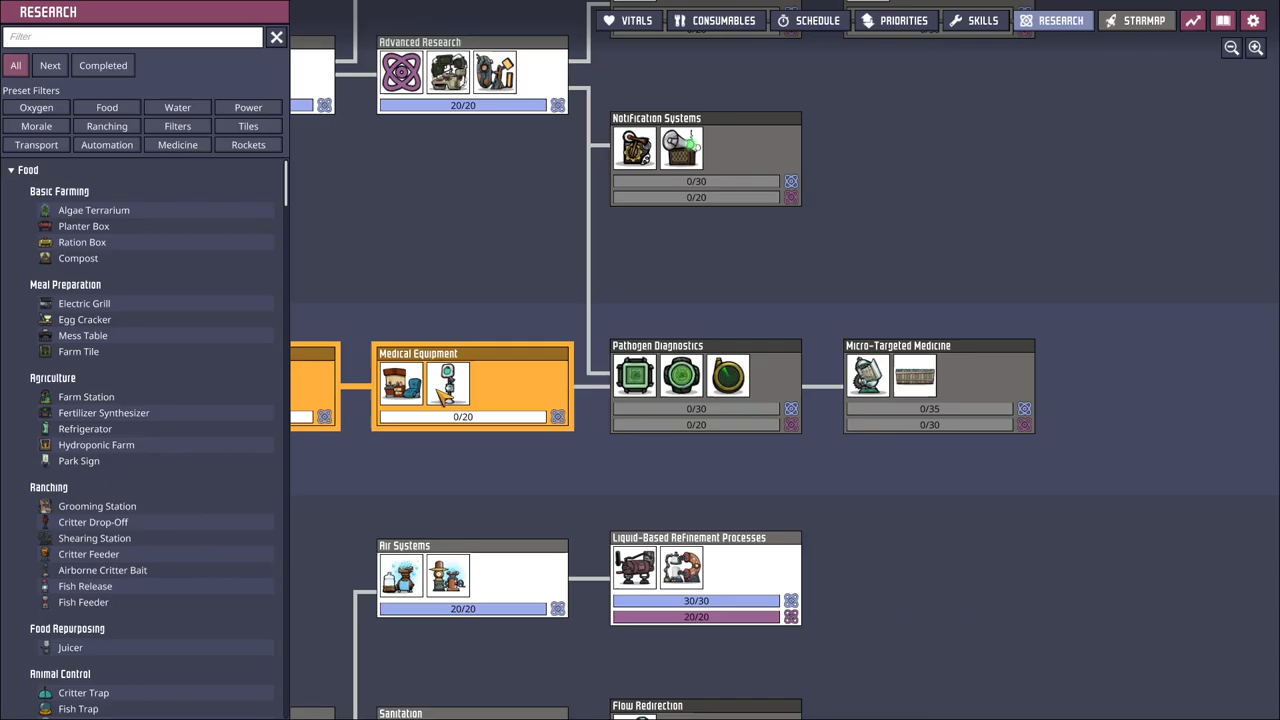 RESEARCH
VITALS
CONSUMABLES
SCHEDULE
PRIORITIES
SKILLS
RESEARCH
STARMAP
Filter
All
Next
Completed
Preset Filters
Oxygen
Food
Water
Power
Morale
Ranching
Filters
Tiles
Transport
Automation
Medicine
Rockets
Food
Basic Farming
Algae Terrarium
Planter Box
Ration Box
Compost
Meal Preparation
Electric Grill
Egg Cracker
Mess Table
Farm Tile
Agriculture
Farm Station
Fertilizer Synthesizer
Refrigerator
Hydroponic Farm
Park Sign
Ranching
Grooming Station
Critter Drop-Off
Shearing Station
Critter Feeder
Airborne Critter Bait
Fish Release
Fish Feeder
Food Repurposing
Juicer
Animal Control
Critter Trap
Fish Trap
Advanced Research
20/20
Notification Systems
0/30
0/20
Medical Equipment
0/20
Pathogen Diagnostics
0/30
0/20
Micro-Targeted Medicine
0/35
0/30
Air Systems
20/20
Liquid-Based Refinement Processes
30/30
20/20
Sanitation
Flow Redirection